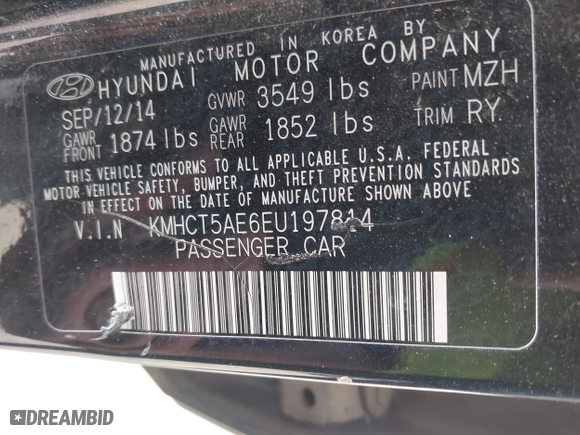 MANUFACTURED IN KOREA BY
HYUNDAI MOTOR COMPANY
SEP/12/14 GVWR 3549 lbs PAINT MZH
GAWR FRONT 1874 lbs GAWR REAR 1852 lbs TRIM RY
THIS VEHICLE CONFORMS TO ALL APPLICABLE U.S.A. FEDERAL
MOTOR-VEHICLE SAFETY, BUMPER, AND THEFT PREVENTION STANDARDS
IN EFFECT ON THE DATE OF MANUFACTURE SHOWN ABOVE
V.I.N KMHCT5AE6EU197814
PASSENGER CAR
DREAMBID